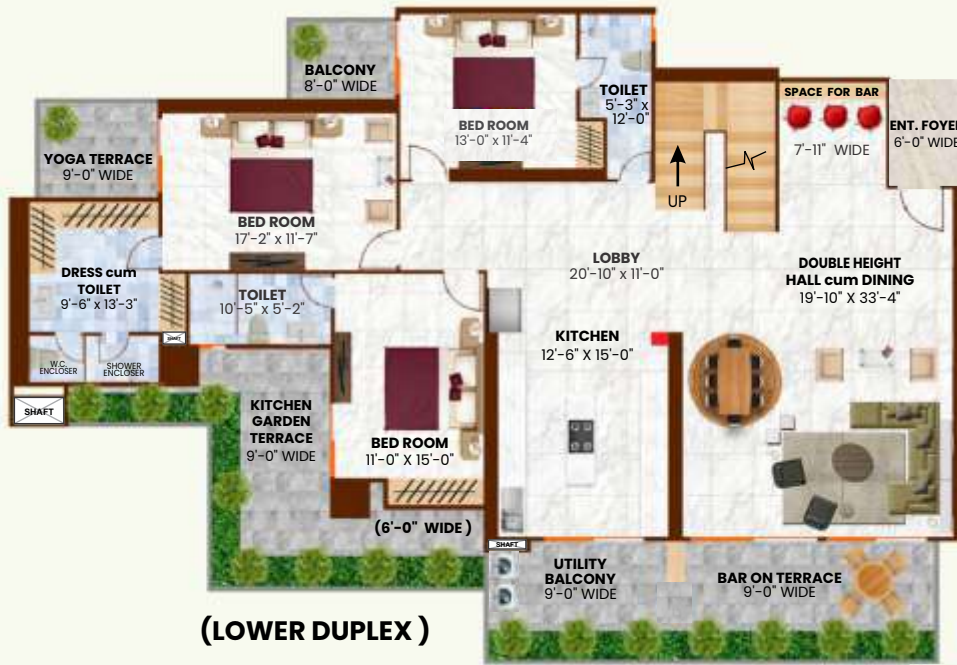 BALCONY
8'-0" WIDE
BED ROOM
13'-0" x 11'-4"
TOILET
5'-3" x
12'-0"
SPACE FOR BAR
7'-11" WIDE
ENT. FOYER
6'-0" WIDE
YOGA TERRACE
9'-0" WIDE
BED ROOM
17'-2" x 11'-7"
UP
LOBBY
20'-10" x 11'-0"
DOUBLE HEIGHT
HALL cum DINING
19'-10" X 33'-4"
DRESS cum
TOILET
9'-6" x 13'-3"
TOILET
10'-5" x 5'-2"
SHAFT
KITCHEN
12'-6" X 15'-0"
W.C.
ENCLOSER
SHOWER
ENCLOSER
SHAFT
KITCHEN
GARDEN
TERRACE
9'-0" WIDE
BED ROOM
11'-0" X 15'-0"
(6'-0" WIDE )
SHAFT
UTILITY
BALCONY
9'-0" WIDE
BAR ON TERRACE
9'-0" WIDE
(LOWER DUPLEX )